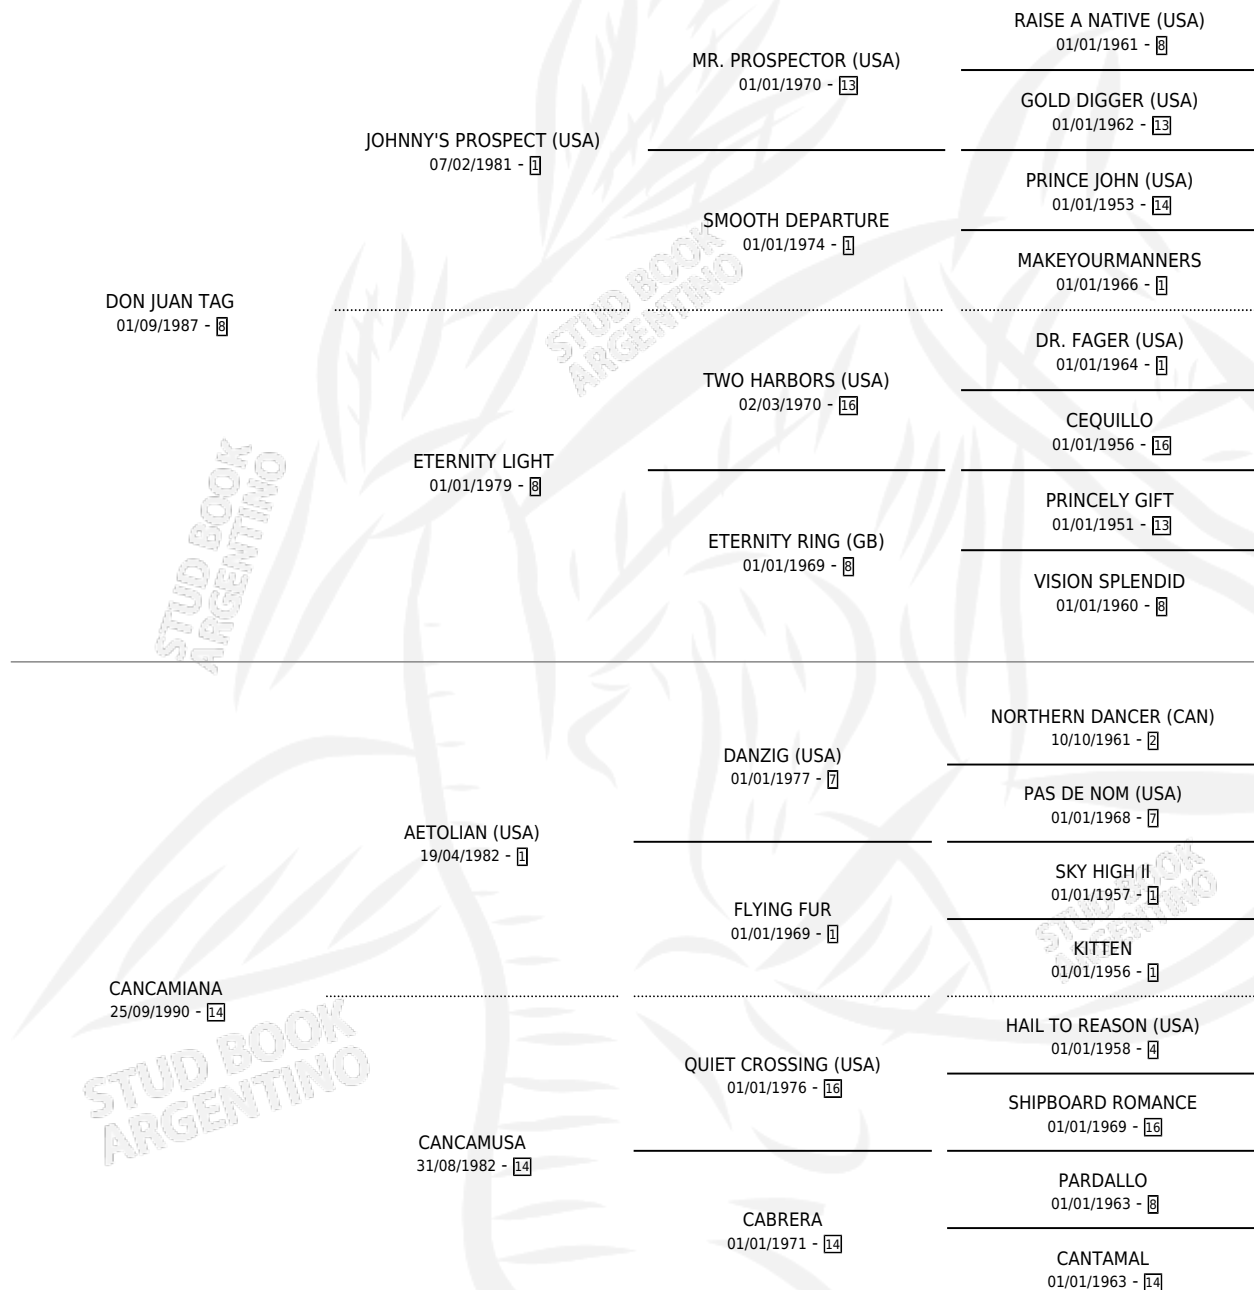 RAISE A NATIVE (USA)
01/01/1961 - 8
MR. PROSPECTOR (USA)
01/01/1970 - 13
GOLD DIGGER (USA)
01/01/1962 - 13
JOHNNY'S PROSPECT (USA)
07/02/1981 - 1
PRINCE JOHN (USA)
01/01/1953 - 14
SMOOTH DEPARTURE
01/01/1974 - 1
MAKEYOURMANNERS
01/01/1966 - 1
DON JUAN TAG
01/09/1987 - 8
STUD BOOK
ARGENTINO
DR. FAGER (USA)
01/01/1964 - 1
TWO HARBORS (USA)
02/03/1970 - 16
CEQUILLO
01/01/1956 - 16
ETERNITY LIGHT
01/01/1979 - 8
PRINCELY GIFT
01/01/1951 - 13
ETERNITY RING (GB)
01/01/1969 - 8
VISION SPLENDID
01/01/1960 - 8
STUD BOOK
ARGENTINO
NORTHERN DANCER (CAN)
10/10/1961 - 2
DANZIG (USA)
01/01/1977 - 7
PAS DE NOM (USA)
01/01/1968 - 7
AETOLIAN (USA)
19/04/1982 - 1
SKY HIGH II
01/01/1957 - 1
FLYING FUR
01/01/1969 - 1
KITTEN
01/01/1956 - 1
STUD BOOK
ARGENTINO
CANCAMIANA
25/09/1990 - 14
STUD BOOK
ARGENTINO
HAIL TO REASON (USA)
01/01/1958 - 4
QUIET CROSSING (USA)
01/01/1976 - 16
SHIPBOARD ROMANCE
01/01/1969 - 16
CANCAMUSA
31/08/1982 - 14
PARDALLO
01/01/1963 - 8
CABRERA
01/01/1971 - 14
CANTAMAL
01/01/1963 - 14